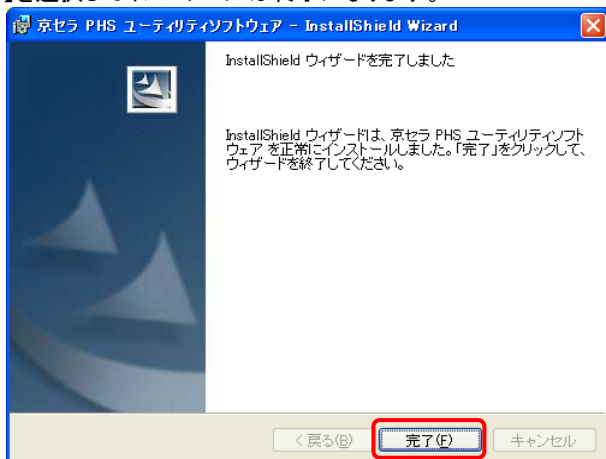 を選択して
京セラ PHS ユーティリティソフトウェア - InstallShield Wizard
InstallShield ウィザードを完了しました
InstallShield ウィザードは、京セラ PHS ユーティリティソフト
ウェア を正常にインストールしました。「完了」をクリックして、
ウィザードを終了してください。
< 戻る(B)
完了(F)
キャンセル